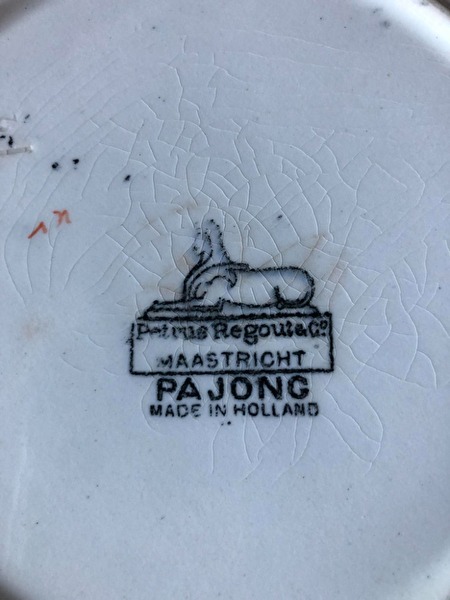 Petrus Regout & Co
MAASTRICHT
PAJONG
MADE IN HOLLAND